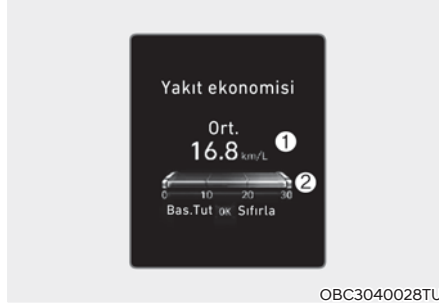 Yakıt ekonomisi
Ort.
16.8 km/L 1
2
0 10 20 30
Bas.Tut OK Sıfırla
OBC3040028TU